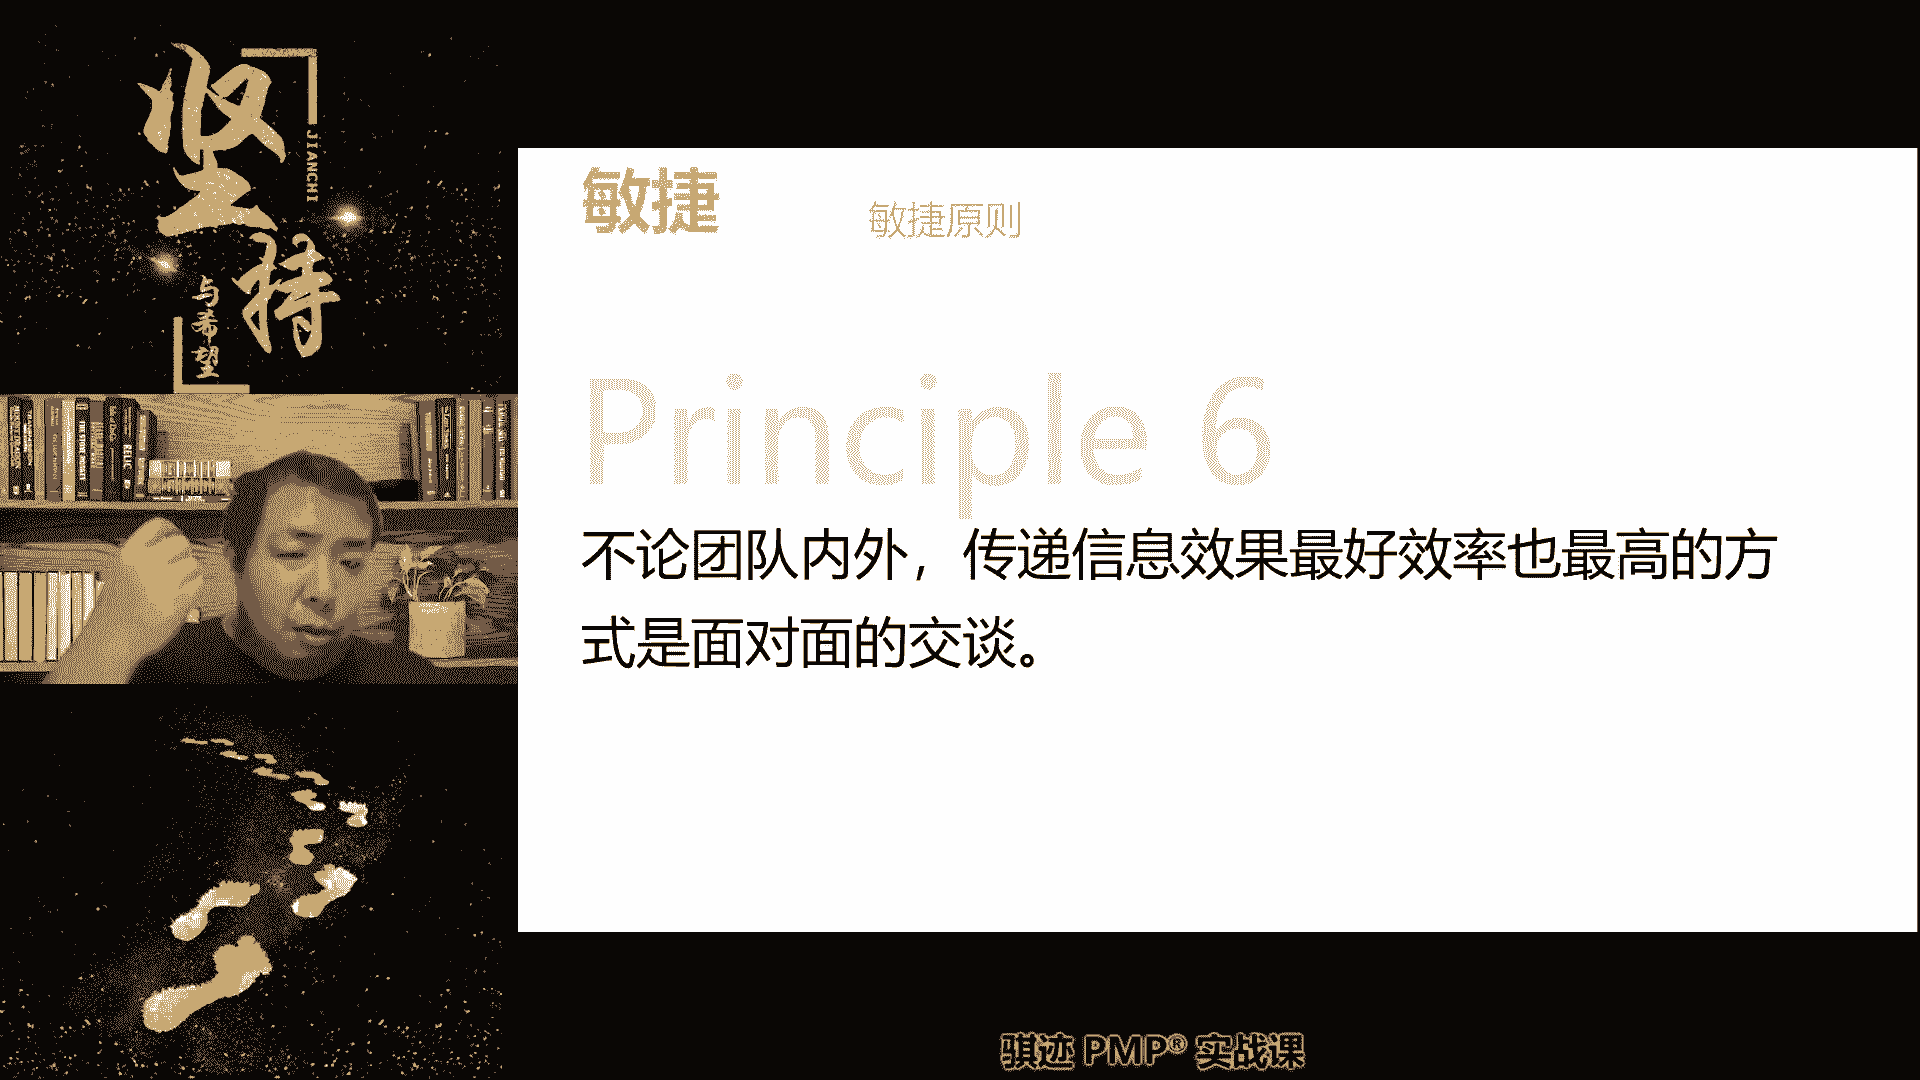 坚持
JIANCHI
与希望
敏捷
敏捷原则
Principle 6
不论团队内外，传递信息效果最好效率也最高的方
式是面对面的交谈。
骐迹 PMP® 实战课